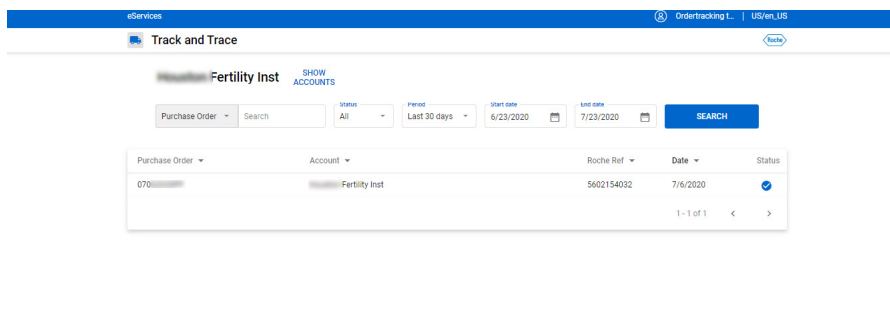 eServices Ordertracking t... | US/en_US
Track and Trace Roche
Fertility Inst SHOW
ACCOUNTS
Status Period Start date End date
Purchase Order Search All Last 30 days 6/23/2020 7/23/2020 SEARCH
Purchase Order Account Roche Ref Date Status
070 Fertility Inst 5602154032 7/6/2020
1 - 1 of 1 < >